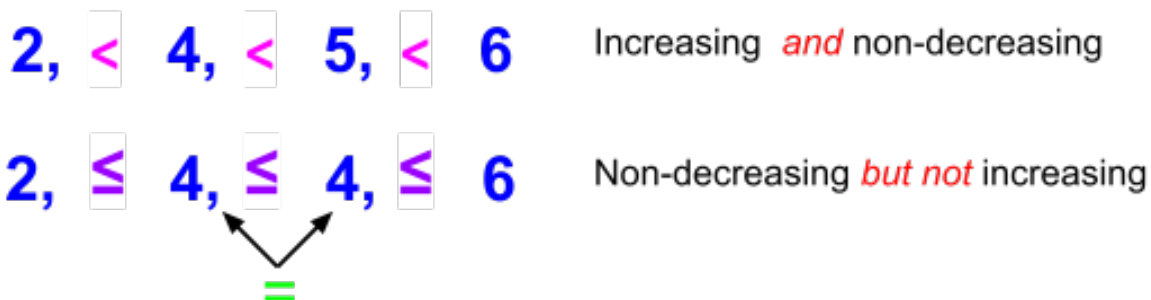 2, < 4, < 5, < 6 Increasing and non-decreasing
2, ≤ 4, ≤ 4, ≤ 6 Non-decreasing but not increasing
=